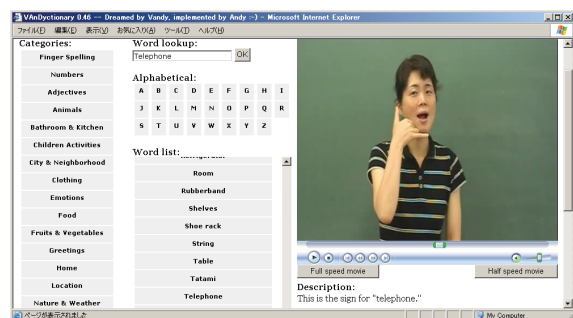 VAnDyctionary 0.46 -- Dreamed by Vandy, implemented by Andy :-) - Microsoft Internet Explorer
ファイル(F) 編集(E) 表示(V) お気に入り(A) ツール(T) ヘルプ(H)
Categories:
Finger Spelling
Numbers
Adjectives
Animals
Bathroom & Kitchen
Children Activities
City & Neighborhood
Clothing
Emotions
Food
Fruits & Vegetables
Greetings
Home
Location
Nature & Weather
Word lookup:
Telephone OK
Alphabetical:
A B C D E F G H I
J K L M N O P Q R
S T U V W X Y Z
Word list:
Room
Rubberband
Shelves
Shoe rack
String
Table
Tatami
Telephone
Full speed movie Half speed movie
Description:
This is the sign for "telephone."
ページが表示されました My Computer